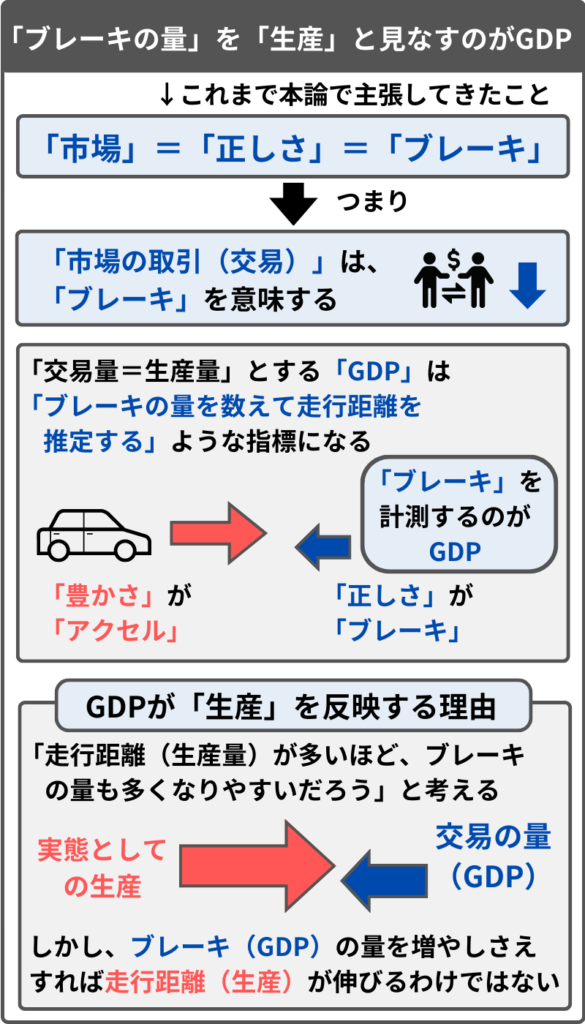 「ブレーキの量」を「生産」と見なすのがGDP
↓これまで本論で主張してきたこと
「市場」＝「正しさ」＝「ブレーキ」
つまり
「市場の取引（交易）」は、
「ブレーキ」を意味する
$
「交易量＝生産量」とする「GDP」は
「ブレーキの量を数えて走行距離を
推定する」ような指標になる
「ブレーキ」を
計測するのが
GDP
「豊かさ」が
「アクセル」
「正しさ」が
「ブレーキ」
GDPが「生産」を反映する理由
「走行距離（生産量）が多いほど、ブレーキ
の量も多くなりやすいだろう」と考える
実態として
の生産
交易の量
（GDP）
しかし、ブレーキ（GDP）の量を増やしさえ
すれば走行距離（生産）が伸びるわけではない